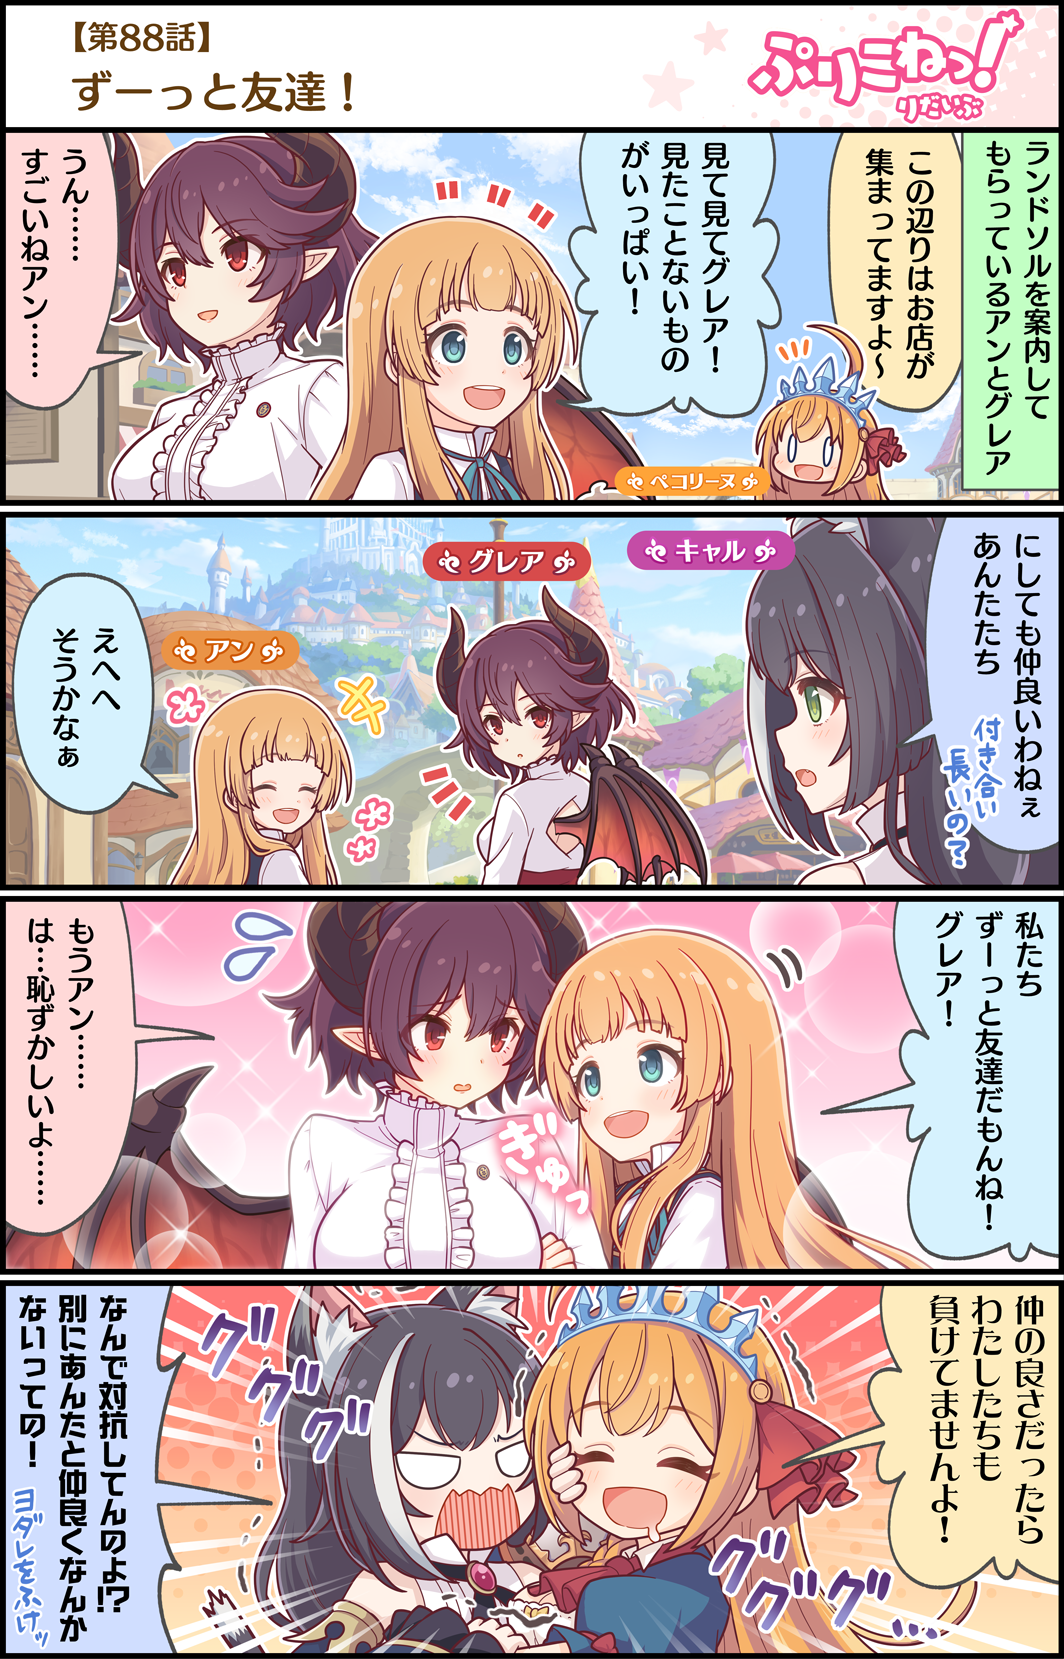 【第88話】
ずーっと友達！
ぷりこねっ！
りだいぶ
ランドソルを案内して
もらっているアンとグレア
この辺りはお店が
集まってますよ～
見て見てグレア！
見たことないもの
がいっぱい！
うん……
すごいねアン……
ペコリーヌ
にしても仲良いわねぇ
あんたたち
付き合い
長いの？
キャル
グレア
アン
えへへ
そうかなぁ
私たち
ずーっと友達だもんね！
グレア！
ぎゅっ
もうアン……
は…恥ずかしいよ……
仲の良さだったら
わたしたちも
負けてませんよ！
グググ
グググ…
なんで対抗してんのよ!?
別にあんたと仲良くなんか
ないっての！
ヨダレをふけッ